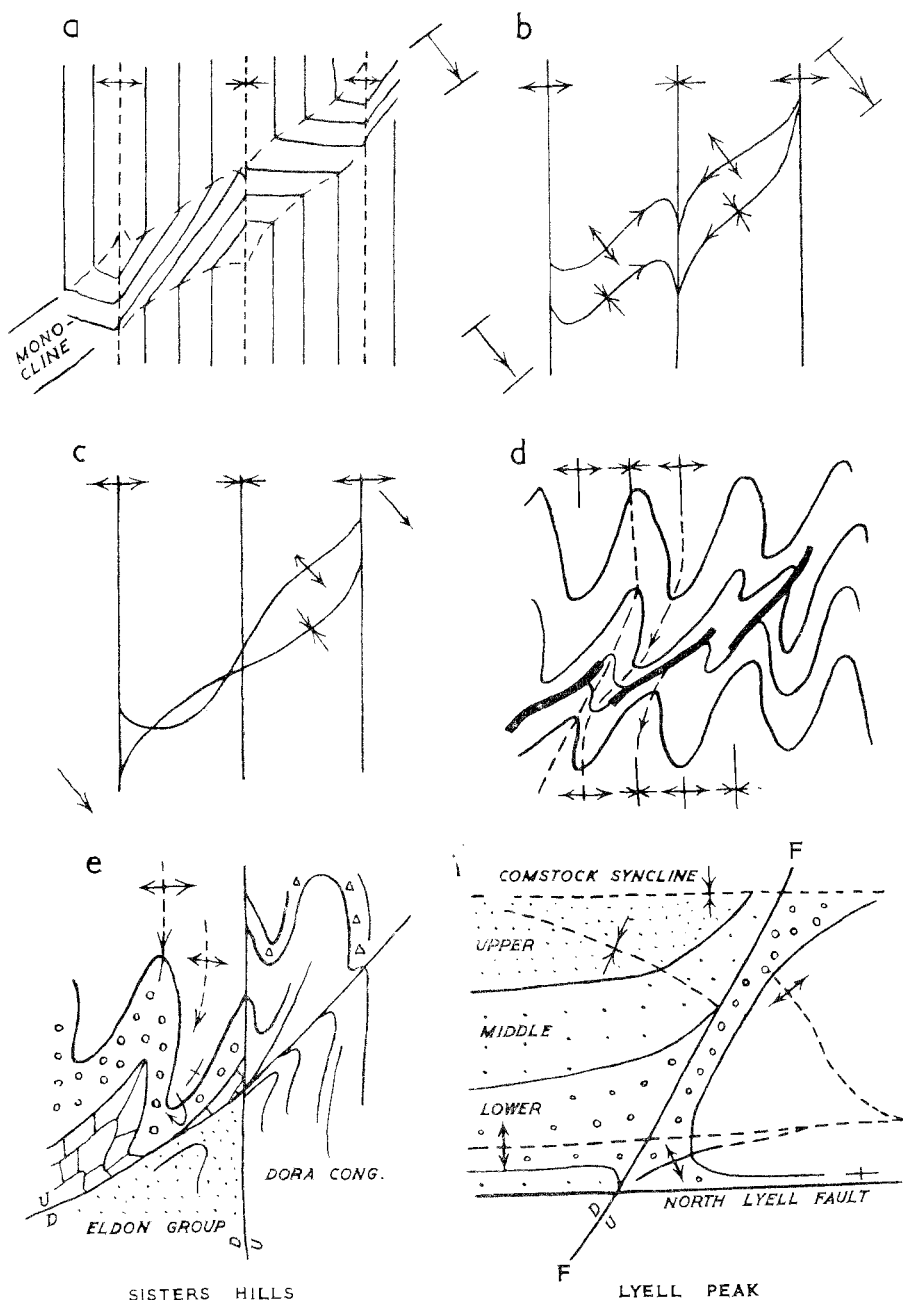 a
b
MONO-
CLINE
c
d
e
U
D
ELDON GROUP
DORA CONG.
D
U
SISTERS HILLS
i
F
COMSTOCK SYNCLINE
UPPER
MIDDLE
LOWER
D
U
NORTH LYELL FAULT
F
LYELL PEAK